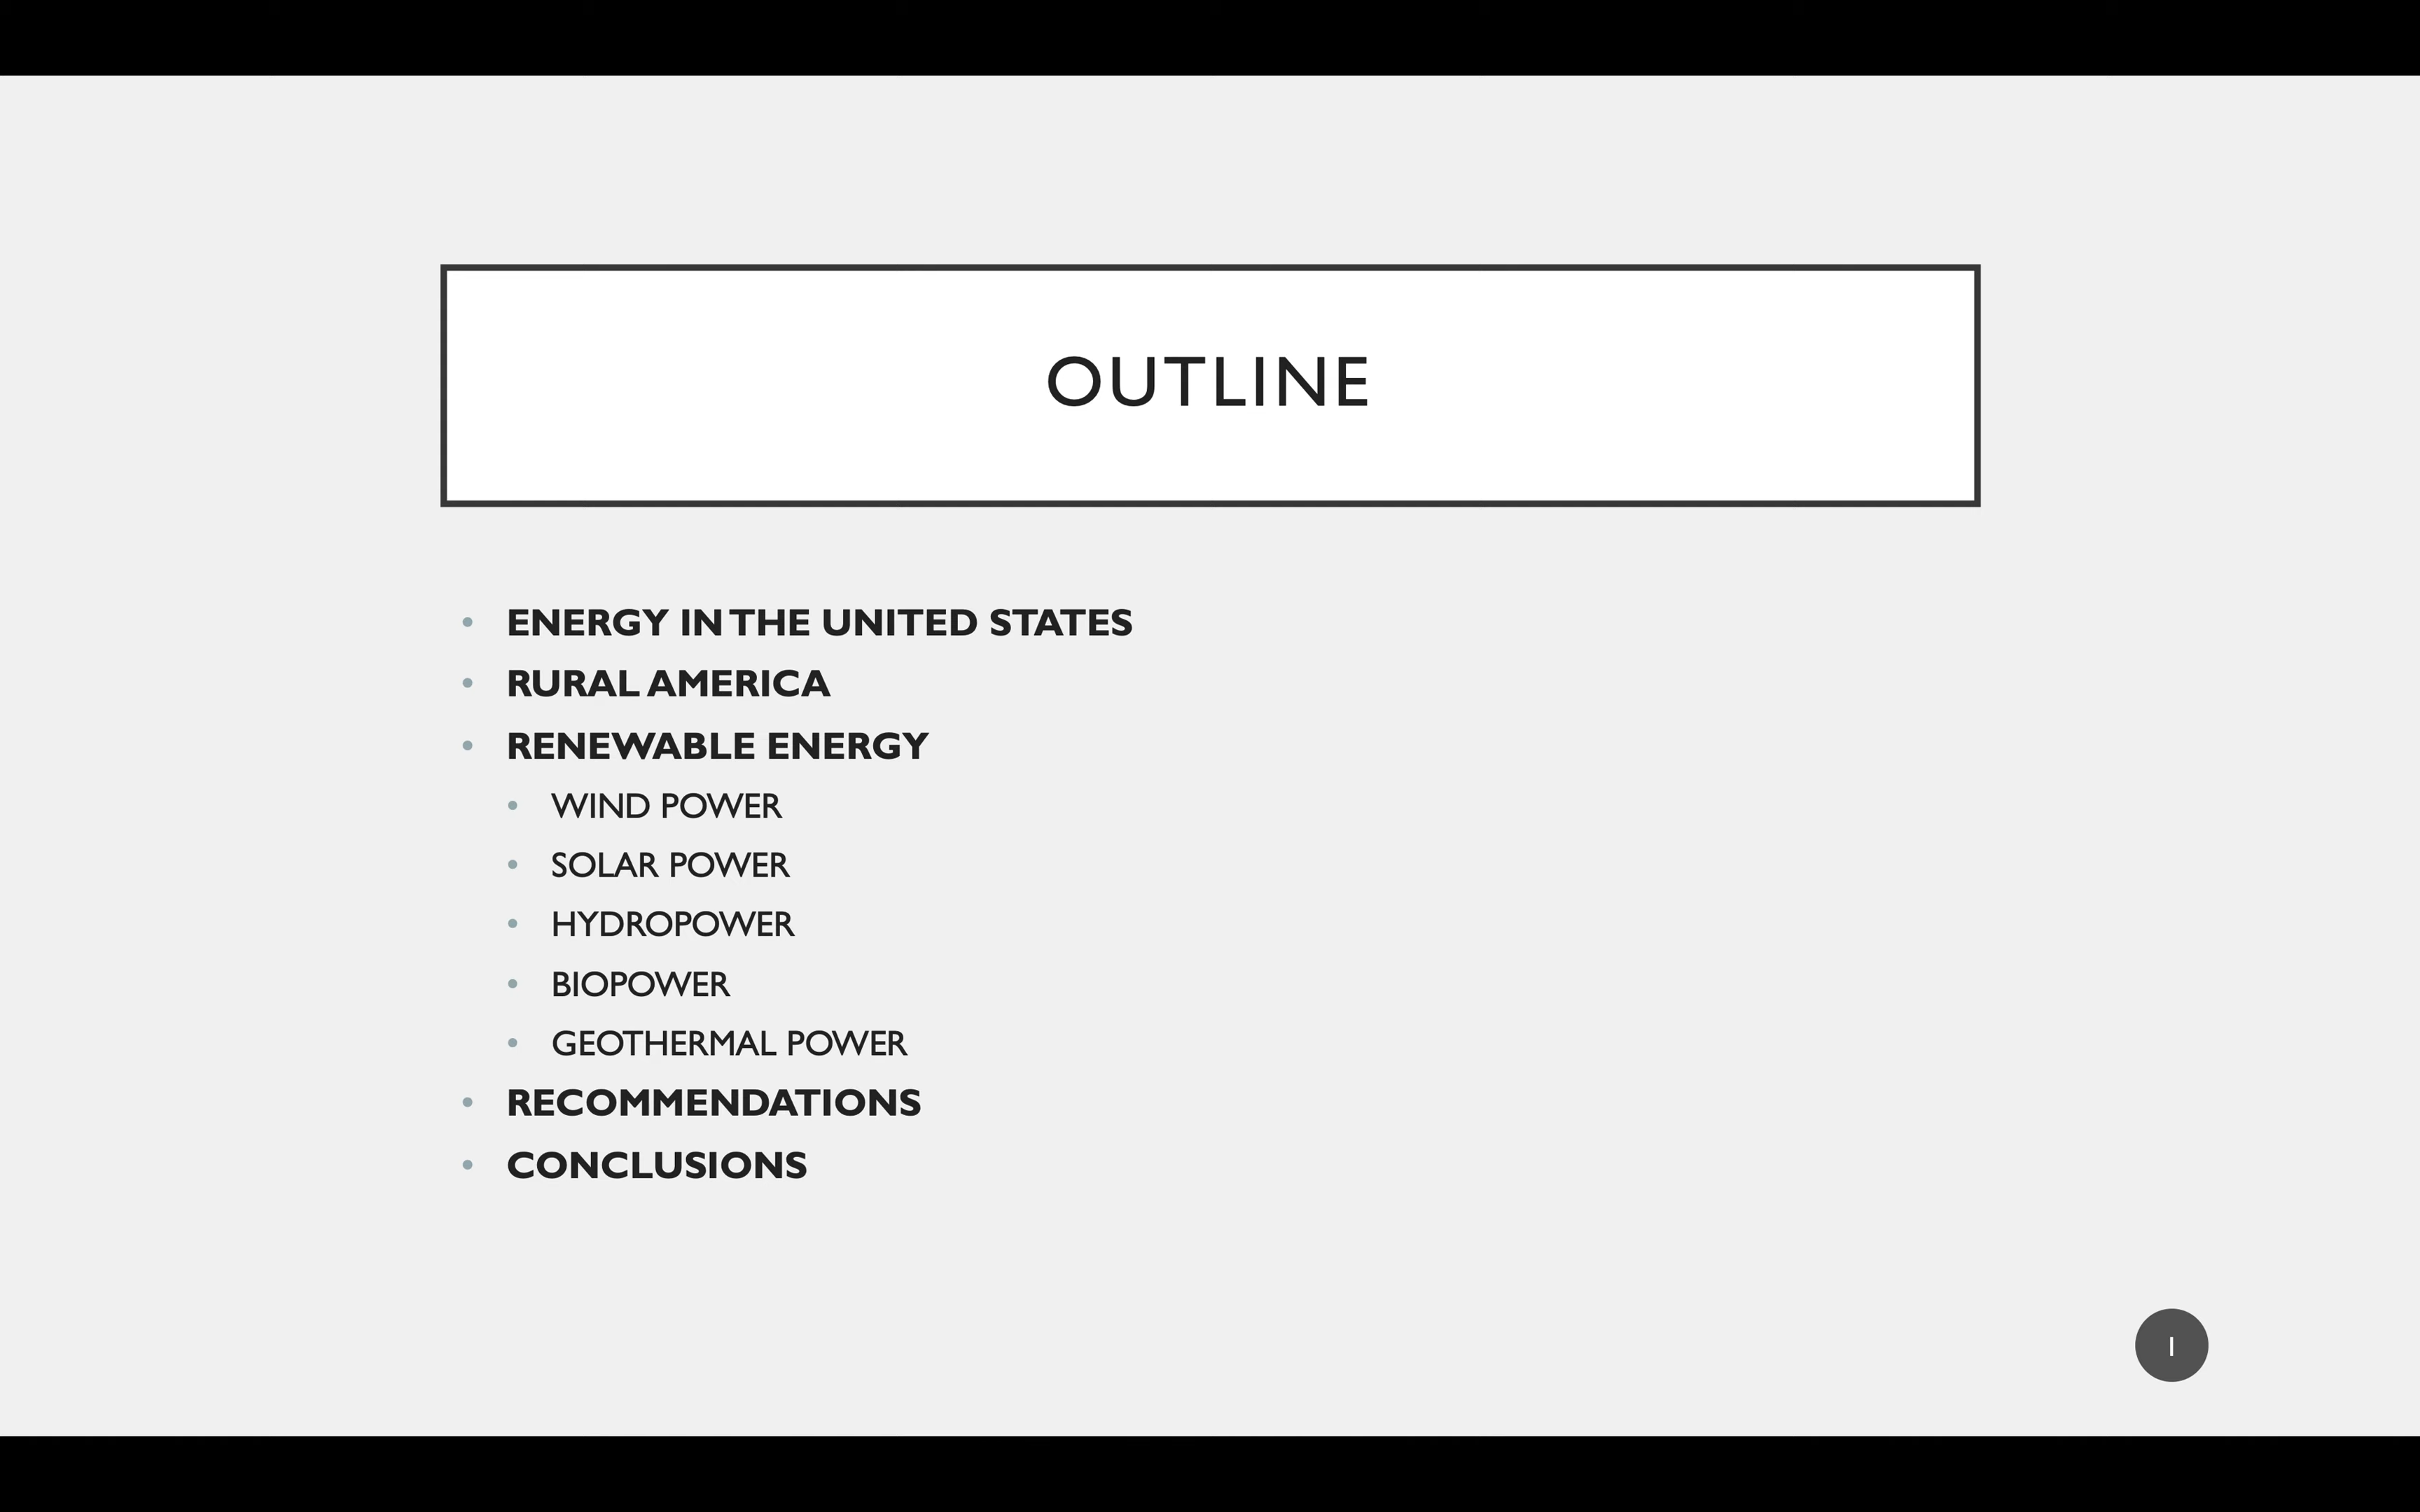 OUTLINE
• ENERGY IN THE UNITED STATES
• RURAL AMERICA
• RENEWABLE ENERGY
• WIND POWER
• SOLAR POWER
• HYDROPOWER
• BIOPOWER
• GEOTHERMAL POWER
• RECOMMENDATIONS
• CONCLUSIONS
1